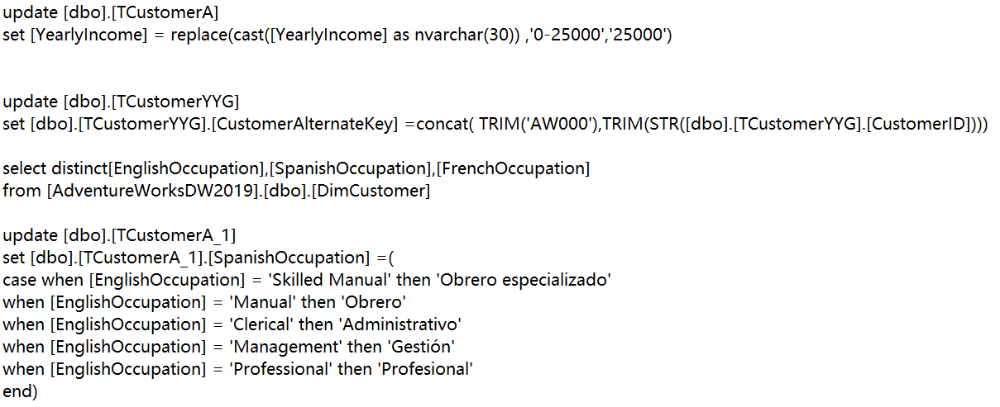 update [dbo].[TCustomerA]
set [YearlyIncome] = replace(cast([YearlyIncome] as nvarchar(30)) ,'0-25000','25000')
update [dbo].[TCustomerYYG]
set [dbo].[TCustomerYYG].[CustomerAlternateKey] =concat( TRIM('AW000'),TRIM(STR([dbo].[TCustomerYYG].[CustomerID])))
select distinct[EnglishOccupation],[SpanishOccupation],[FrenchOccupation]
from [AdventureWorksDW2019].[dbo].[DimCustomer]
update [dbo].[TCustomerA_1]
set [dbo].[TCustomerA_1].[SpanishOccupation] =(
case when [EnglishOccupation] = 'Skilled Manual' then 'Obrero especializado'
when [EnglishOccupation] = 'Manual' then 'Obrero'
when [EnglishOccupation] = 'Clerical' then 'Administrativo'
when [EnglishOccupation] = 'Management' then 'Gestión'
when [EnglishOccupation] = 'Professional' then 'Profesional'
end)